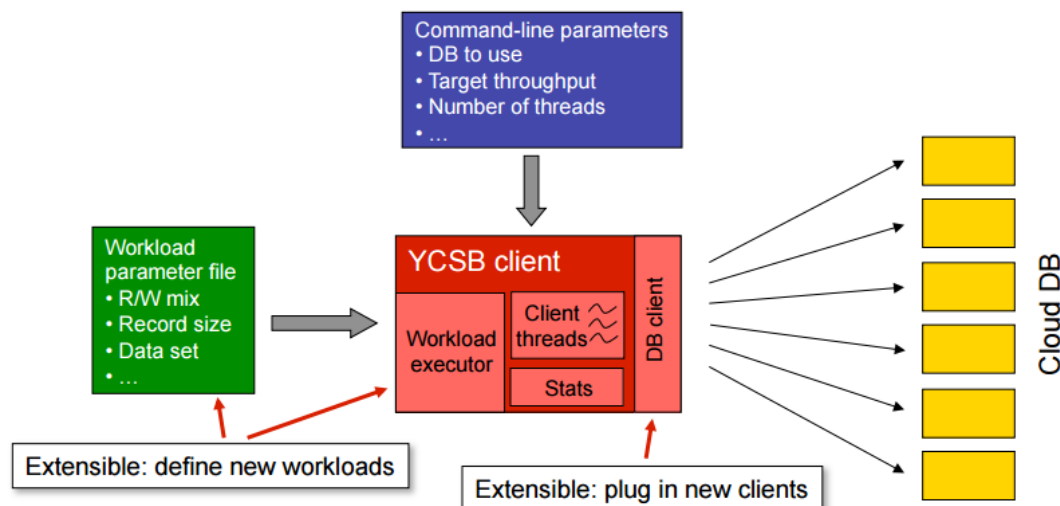 Command-line parameters
• DB to use
• Target throughput
• Number of threads
• ...
Workload
parameter file
• R/W mix
• Record size
• Data set
• ...
YCSB client
Workload
executor
Client
threads
Stats
DB client
Cloud DB
Extensible: define new workloads
Extensible: plug in new clients